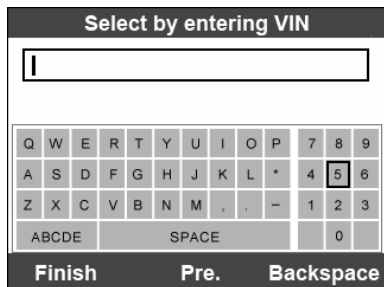 Select by entering VIN
Q W E R T Y U I O P 7 8 9
A S D F G H J K L * 4 5 6
Z X C V B N M , . - 1 2 3
ABCDE SPACE 0
Finish Pre. Backspace